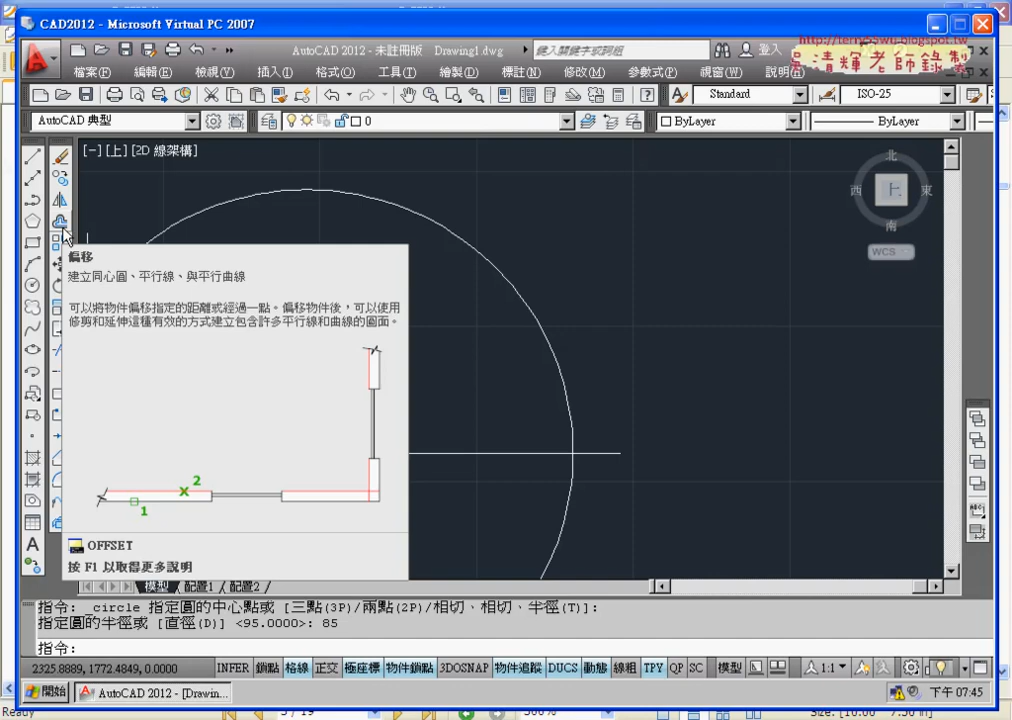 CAD2012 - Microsoft Virtual PC 2007
http://terry55wu.blogspot.tw
吳清輝老師錄製
AutoCAD 2012 - 未註冊版 Drawing1.dwg
鍵入關鍵字或詞組
登入
檔案(F) 編輯(E) 檢視(V) 插入(I) 格式(O) 工具(T) 繪製(D) 標註(N) 修改(M) 參數式(P) 視窗(W) 說明(H)
Standard ISO-25
AutoCAD 典型 0 ByLayer ByLayer
[−][上][2D 線架構]
北
西 上 東
南
WCS
偏移
建立同心圓、平行線、與平行曲線
可以將物件偏移指定的距離或經過一點。偏移物件後，可以使用
修剪和延伸這種有效的方式建立包含許多平行線和曲線的圖面。
2
1
OFFSET
按 F1 以取得更多說明
A
模型 配置1 配置2
指令: _circle 指定圓的中心點或 [三點(3P)/兩點(2P)/相切、相切、半徑(T)]:
指定圓的半徑或 [直徑(D)] <95.0000>: 85
指令:
2325.8889, 1772.4849, 0.0000 INFER 鎖點 格線 正交 極座標 物件鎖點 3DOSNAP 物件追蹤 DUCS 動態 線粗 TPY QP SC 模型 1:1
開始 AutoCAD 2012 - [Drawin... 下午 07:45
Ready 3 / 19 300% Size: [10.00 * 7.50 in]